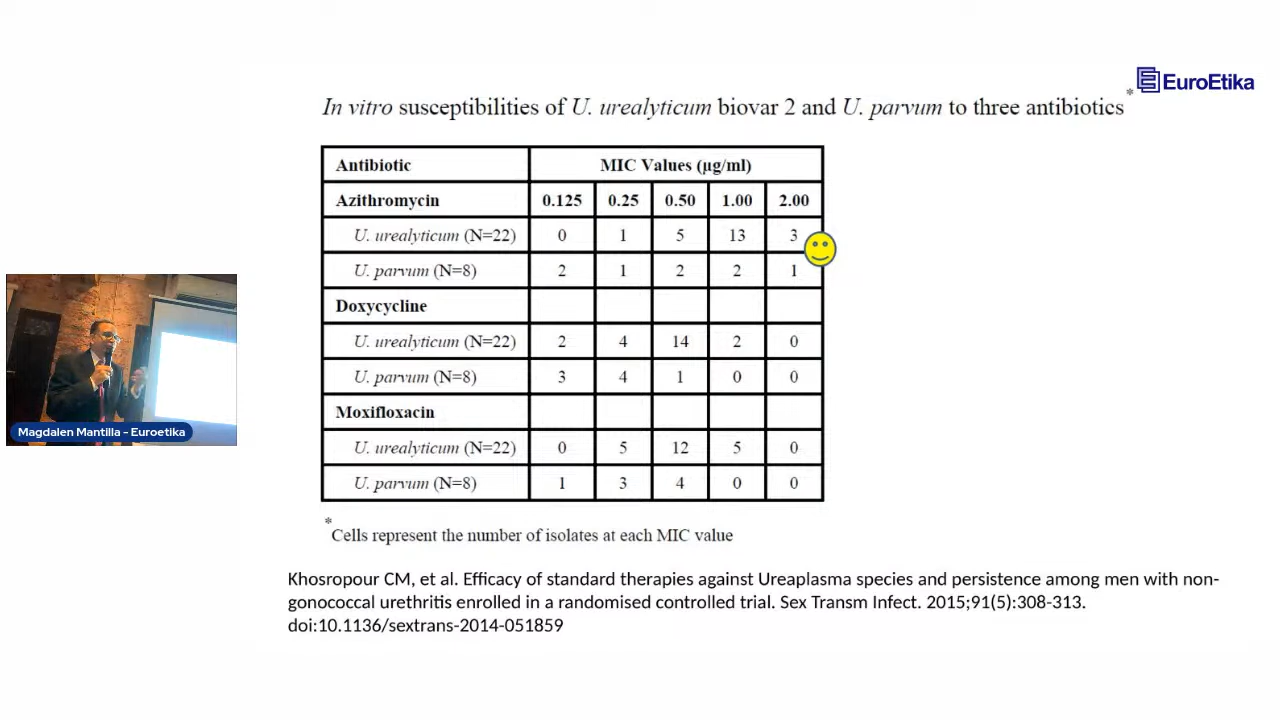 EuroEtika
In vitro susceptibilities of U. urealyticum biovar 2 and U. parvum to three antibiotics*
Antibiotic MIC Values (µg/ml)
Azithromycin 0.125 0.25 0.50 1.00 2.00
U. urealyticum (N=22) 0 1 5 13 3
U. parvum (N=8) 2 1 2 2 1
Doxycycline
U. urealyticum (N=22) 2 4 14 2 0
U. parvum (N=8) 3 4 1 0 0
Moxifloxacin
U. urealyticum (N=22) 0 5 12 5 0
U. parvum (N=8) 1 3 4 0 0
*Cells represent the number of isolates at each MIC value
Khosropour CM, et al. Efficacy of standard therapies against Ureaplasma species and persistence among men with non-
gonococcal urethritis enrolled in a randomised controlled trial. Sex Transm Infect. 2015;91(5):308-313.
doi:10.1136/sextrans-2014-051859
Magdalen Mantilla - Euroetika